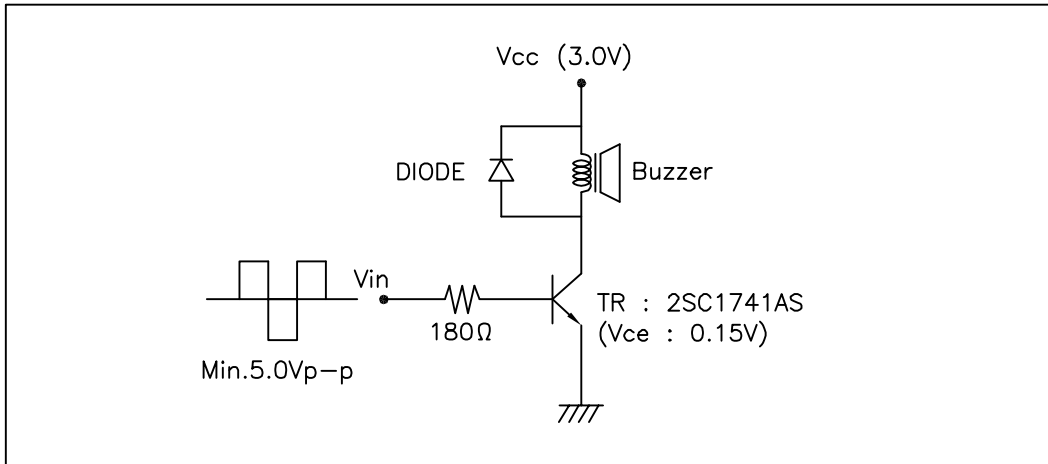 Vcc (3.0V)
DIODE
Buzzer
Vin
180Ω
TR : 2SC1741AS
(Vce : 0.15V)
Min.5.0Vp-p